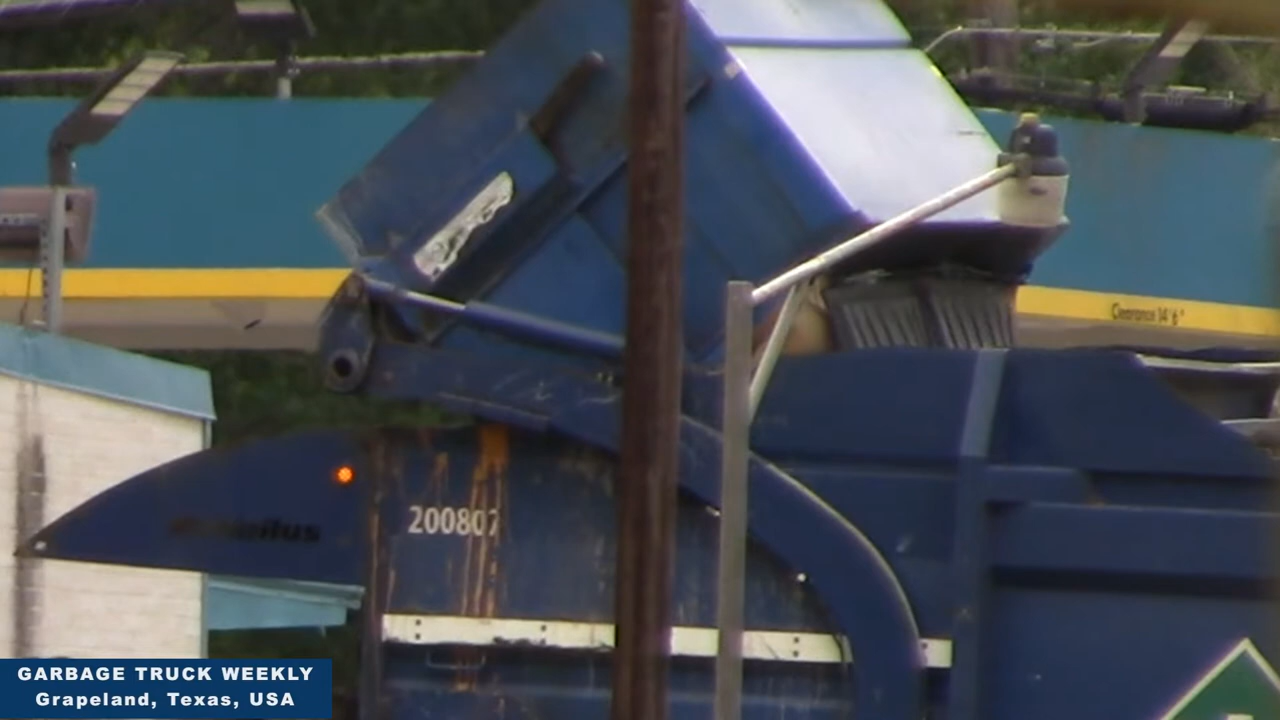 Clearance 14'6"
200807
GARBAGE TRUCK WEEKLY
Grapeland, Texas, USA